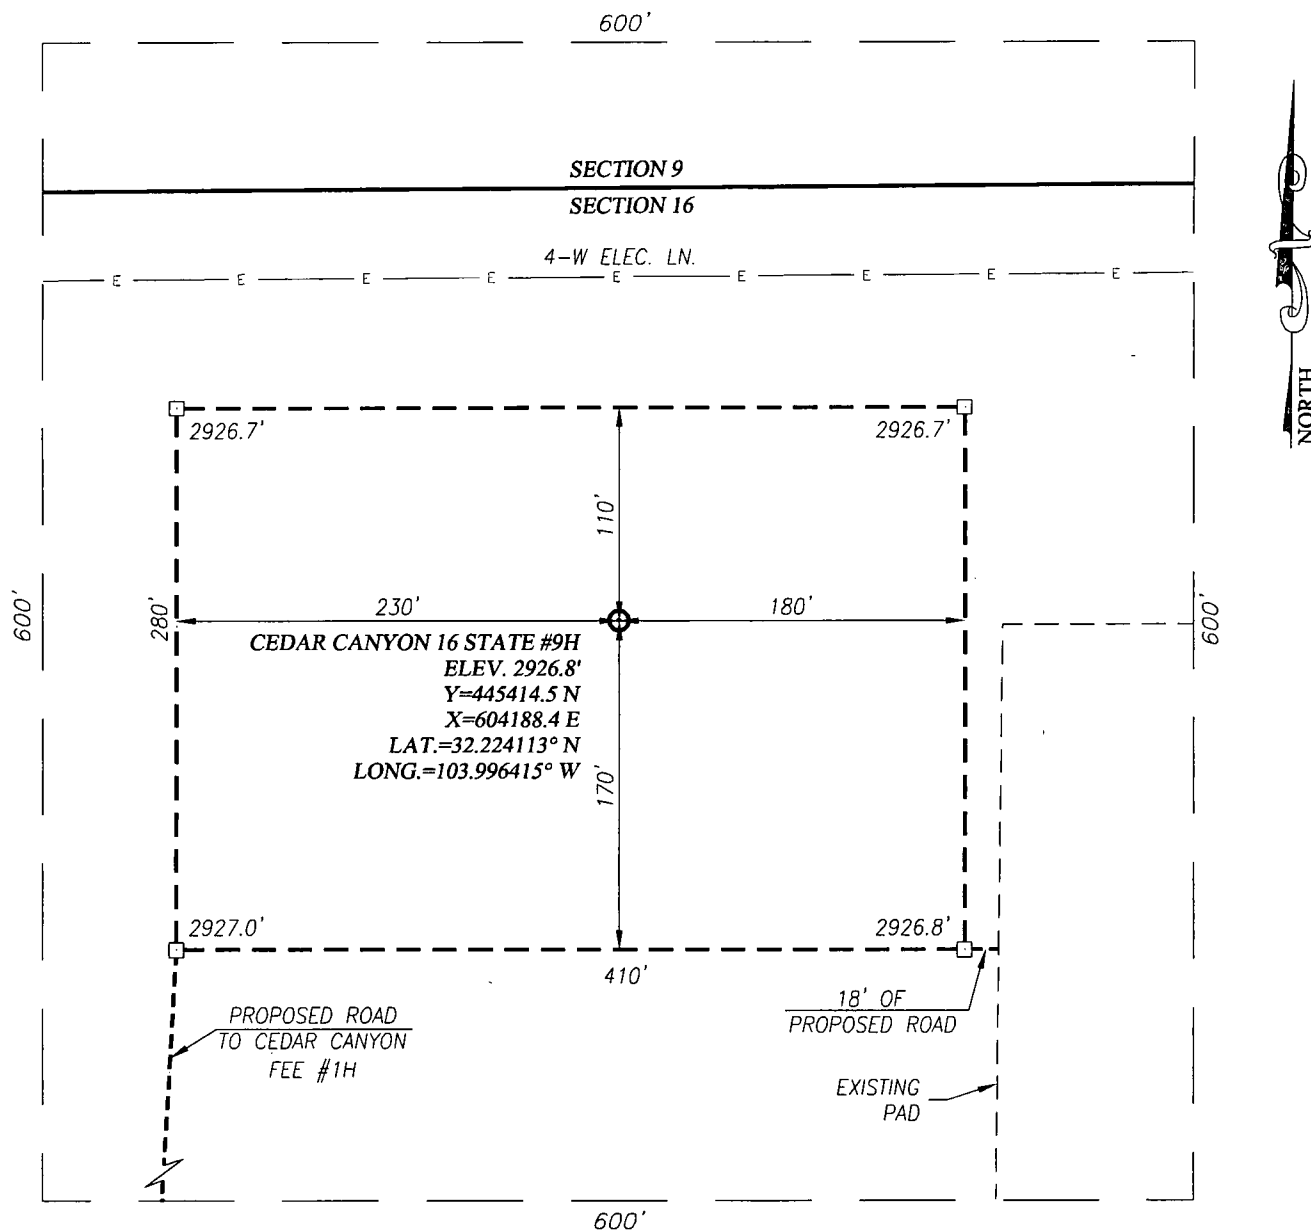 600'
SECTION 9
SECTION 16
4-W ELEC. LN.
E E E E E E E E E
NORTH
2926.7'
2926.7'
110'
600'
280'
230'
180'
600'
CEDAR CANYON 16 STATE #9H
ELEV. 2926.8'
Y=445414.5 N
X=604188.4 E
LAT.=32.224113° N
LONG.=103.996415° W
170'
2927.0'
2926.8'
410'
PROPOSED ROAD
TO CEDAR CANYON
FEE #1H
18' OF
PROPOSED ROAD
EXISTING
PAD
600'